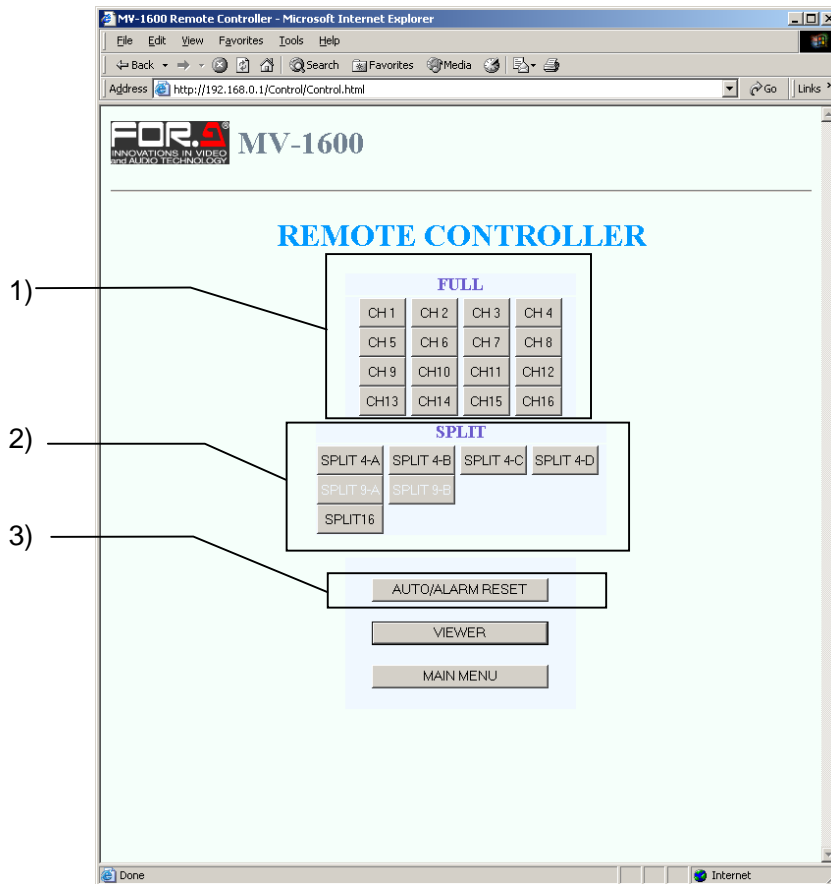 MV-1600 Remote Controller - Microsoft Internet Explorer
File Edit View Favorites Tools Help
Back Search Favorites Media
Address http://192.168.0.1/Control/Control.html Go Links »
FOR.A® MV-1600
INNOVATIONS IN VIDEO
and AUDIO TECHNOLOGY
REMOTE CONTROLLER
1)
FULL
CH 1 CH 2 CH 3 CH 4
CH 5 CH 6 CH 7 CH 8
CH 9 CH10 CH11 CH12
CH13 CH14 CH15 CH16
2)
SPLIT
SPLIT 4-A SPLIT 4-B SPLIT 4-C SPLIT 4-D
SPLIT 9-A SPLIT 9-B
SPLIT16
3)
AUTO/ALARM RESET
VIEWER
MAIN MENU
Done Internet